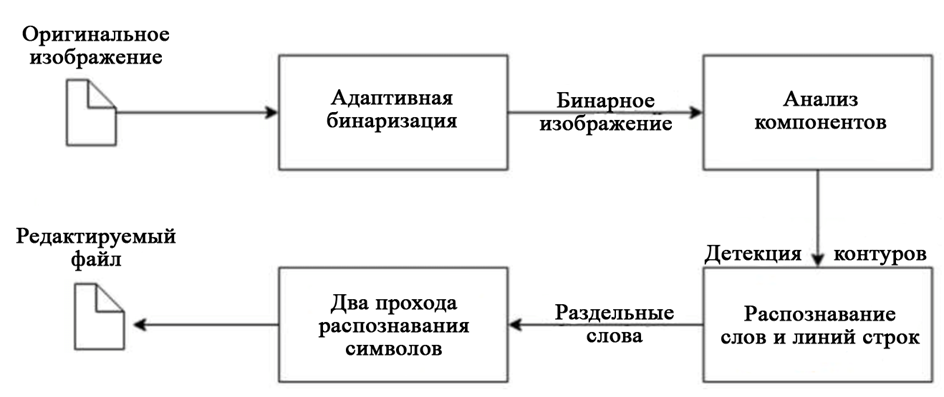 Оригинальное
изображение
Адаптивная
бинаризация
Бинарное
изображение
Анализ
компонентов
Детекция контуров
Распознавание
слов и линий строк
Раздельные
слова
Два прохода
распознавания
символов
Редактируемый
файл